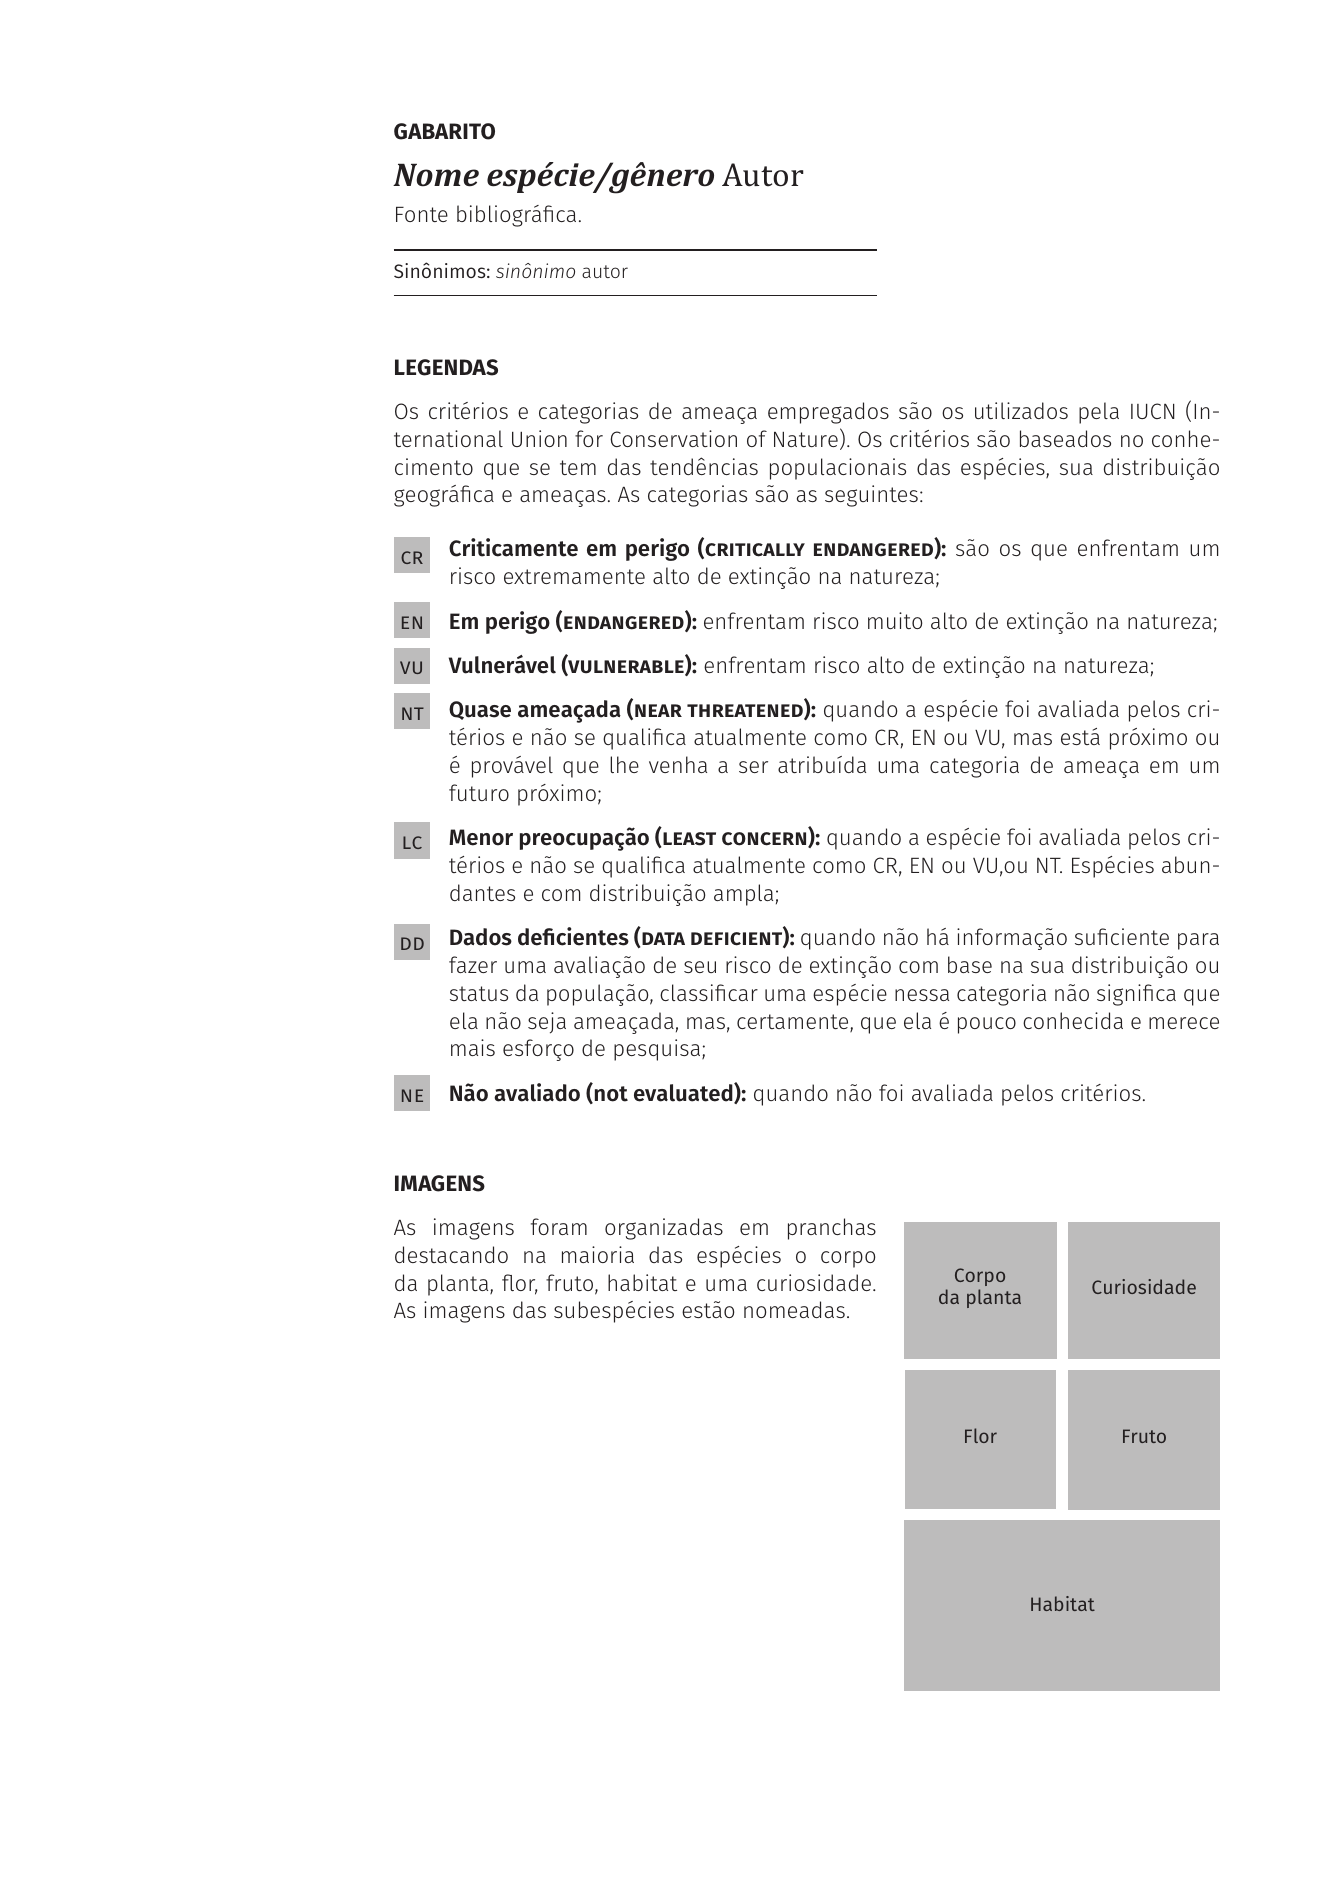 GABARITO
Nome espécie/gênero Autor
Fonte bibliográfica.
Sinônimos: sinônimo autor
LEGENDAS
Os critérios e categorias de ameaça empregados são os utilizados pela IUCN (In-
ternational Union for Conservation of Nature). Os critérios são baseados no conhe-
cimento que se tem das tendências populacionais das espécies, sua distribuição
geográfica e ameaças. As categorias são as seguintes:
CR Criticamente em perigo (CRITICALLY ENDANGERED): são os que enfrentam um
risco extremamente alto de extinção na natureza;
EN Em perigo (ENDANGERED): enfrentam risco muito alto de extinção na natureza;
VU Vulnerável (VULNERABLE): enfrentam risco alto de extinção na natureza;
NT Quase ameaçada (NEAR THREATENED): quando a espécie foi avaliada pelos cri-
térios e não se qualifica atualmente como CR, EN ou VU, mas está próximo ou
é provável que lhe venha a ser atribuída uma categoria de ameaça em um
futuro próximo;
LC Menor preocupação (LEAST CONCERN): quando a espécie foi avaliada pelos cri-
térios e não se qualifica atualmente como CR, EN ou VU,ou NT. Espécies abun-
dantes e com distribuição ampla;
DD Dados deficientes (DATA DEFICIENT): quando não há informação suficiente para
fazer uma avaliação de seu risco de extinção com base na sua distribuição ou
status da população, classificar uma espécie nessa categoria não significa que
ela não seja ameaçada, mas, certamente, que ela é pouco conhecida e merece
mais esforço de pesquisa;
NE Não avaliado (not evaluated): quando não foi avaliada pelos critérios.
IMAGENS
As imagens foram organizadas em pranchas
destacando na maioria das espécies o corpo
da planta, flor, fruto, habitat e uma curiosidade.
As imagens das subespécies estão nomeadas.
Corpo
da planta
Curiosidade
Flor
Fruto
Habitat